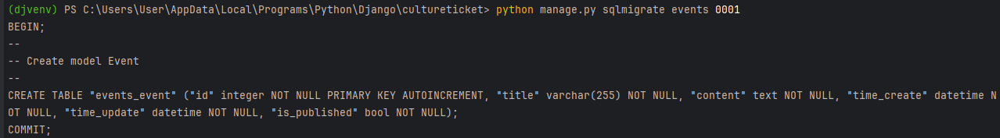 (djvenv) PS C:\Users\User\AppData\Local\Programs\Python\Django\cultureticket> python manage.py sqlmigrate events 0001
BEGIN;
--
-- Create model Event
--
CREATE TABLE "events_event" ("id" integer NOT NULL PRIMARY KEY AUTOINCREMENT, "title" varchar(255) NOT NULL, "content" text NOT NULL, "time_create" datetime N
OT NULL, "time_update" datetime NOT NULL, "is_published" bool NOT NULL);
COMMIT;